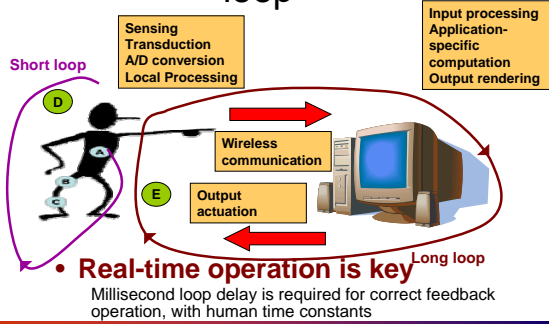 loop
Sensing
Transduction
A/D conversion
Local Processing
Input processing
Application-
specific
computation
Output rendering
Short loop
D
A
B
C
E
Wireless
communication
Output
actuation
Long loop
• Real-time operation is key
Millisecond loop delay is required for correct feedback
operation, with human time constants